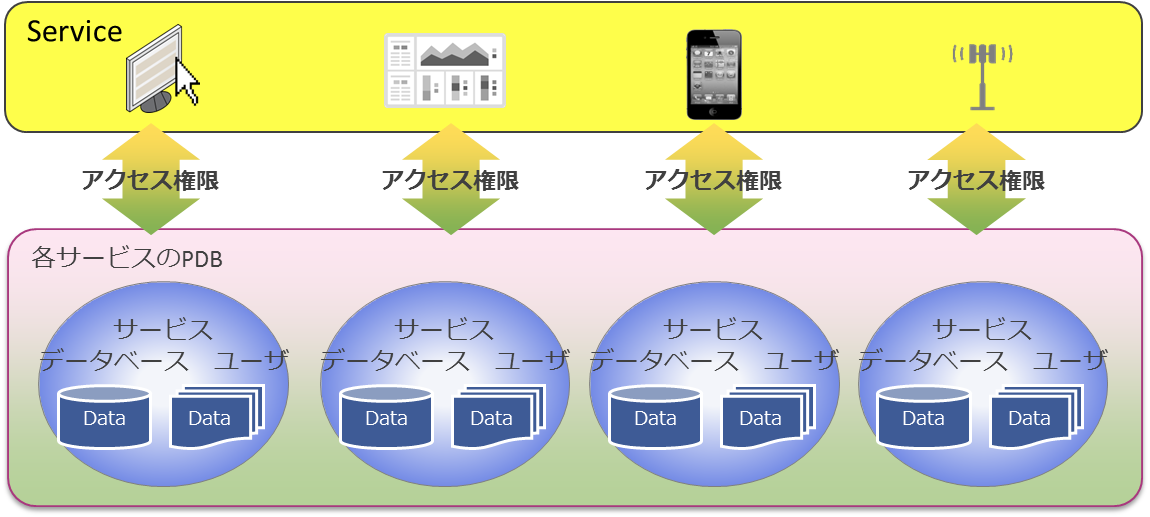 Service
アクセス権限 アクセス権限 アクセス権限 アクセス権限
各サービスのPDB
サービス サービス サービス サービス
データベース ユーザ データベース ユーザ データベース ユーザ データベース ユーザ
Data Data Data Data Data Data Data Data